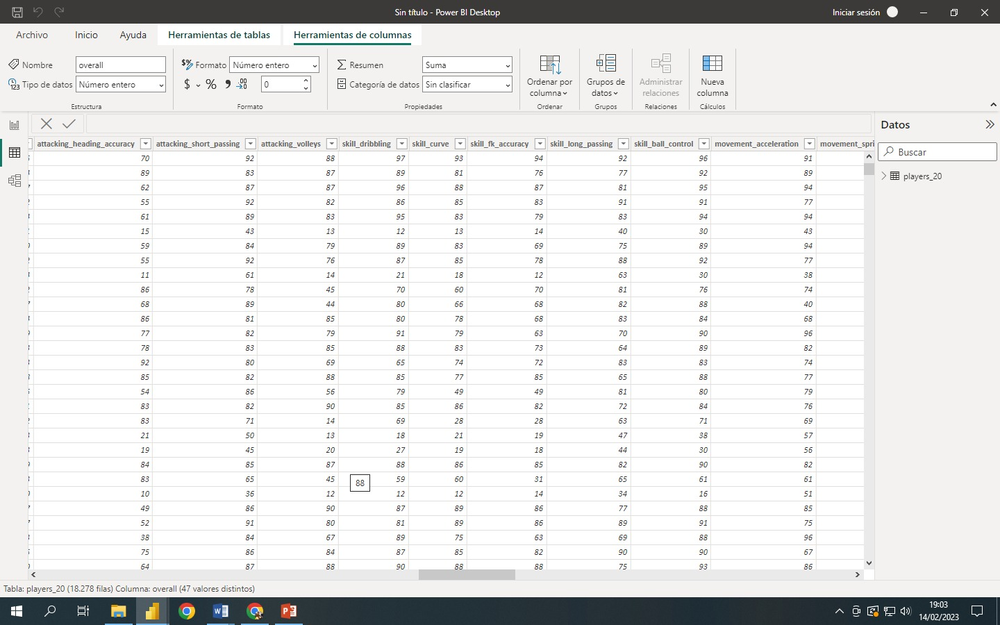 Sin título - Power BI Desktop
Iniciar sesión
Archivo Inicio Ayuda Herramientas de tablas Herramientas de columnas
Nombre overall $% Formato Número entero Resumen Suma Ordenar por columna Grupos de datos Administrar relaciones Nueva columna
Tipo de datos Número entero $ % 0 Categoría de datos Sin clasificar
Estructura Formato Propiedades Ordenar Grupos Relaciones Cálculos
Datos
Buscar
players_20
attacking_heading_accuracy attacking_short_passing attacking_volleys skill_dribbling skill_curve skill_fk_accuracy skill_long_passing skill_ball_control movement_acceleration movement_spri
70 92 88 97 93 94 92 96 91
89 83 87 89 81 76 77 92 89
62 87 87 96 88 87 81 95 94
55 92 82 86 85 83 91 91 77
61 89 83 95 83 79 83 94 94
15 43 13 12 13 14 40 30 43
59 84 79 89 83 69 75 89 94
55 92 76 87 85 78 88 92 77
11 61 14 21 18 12 63 30 38
86 78 45 70 60 70 81 76 74
68 89 44 80 66 68 82 88 40
86 81 85 80 78 68 83 84 68
77 82 79 91 79 63 70 90 96
78 83 85 88 83 73 64 89 82
92 80 69 65 74 72 83 83 74
85 82 88 85 77 85 65 88 77
54 86 56 79 49 49 81 80 79
83 82 90 85 86 82 72 84 76
83 71 14 69 28 28 63 71 69
21 50 13 18 21 19 47 38 57
19 45 20 27 19 18 44 30 56
84 85 87 88 86 85 82 90 82
83 65 45 59 60 31 65 61 61
88
10 36 12 12 12 14 34 16 51
49 86 90 87 89 86 77 88 85
52 91 80 81 89 86 89 91 75
38 84 67 89 75 63 69 88 96
75 86 84 87 85 82 90 90 67
64 87 88 90 88 88 75 93 86
Tabla: players_20 (18.278 filas) Columna: overall (47 valores distintos)
19:03
14/02/2023